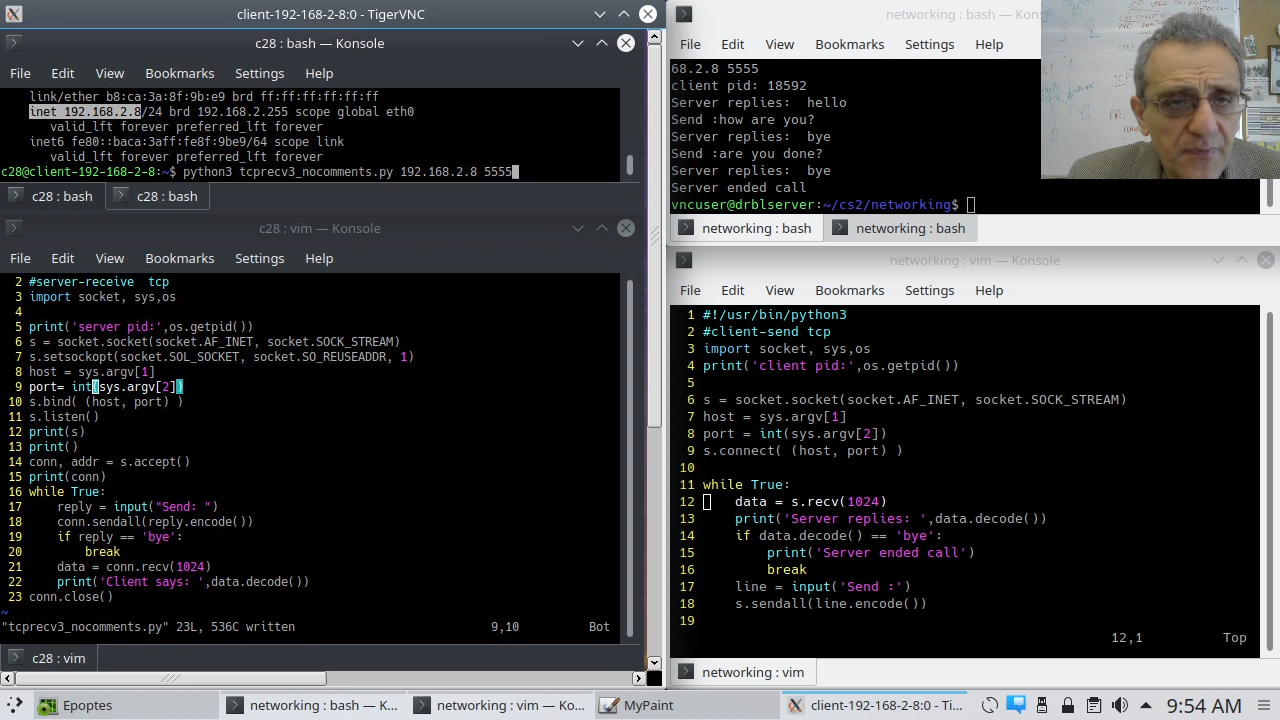 client-192-168-2-8:0 - TigerVNC
c28 : bash — Konsole
File Edit View Bookmarks Settings Help
link/ether b8:ca:3a:8f:9b:e9 brd ff:ff:ff:ff:ff:ff
inet 192.168.2.8/24 brd 192.168.2.255 scope global eth0
valid_lft forever preferred_lft forever
inet6 fe80::baca:3aff:fe8f:9be9/64 scope link
valid_lft forever preferred_lft forever
c28@client-192-168-2-8:~$ python3 tcprecv3_nocomments.py 192.168.2.8 5555
c28 : bash c28 : bash
c28 : vim — Konsole
File Edit View Bookmarks Settings Help
2 #server-receive  tcp
3 import socket, sys,os
4
5 print('server pid:',os.getpid())
6 s = socket.socket(socket.AF_INET, socket.SOCK_STREAM)
7 s.setsockopt(socket.SOL_SOCKET, socket.SO_REUSEADDR, 1)
8 host = sys.argv[1]
9 port= int(sys.argv[2])
10 s.bind( (host, port) )
11 s.listen()
12 print(s)
13 print()
14 conn, addr = s.accept()
15 print(conn)
16 while True:
17     reply = input("Send: ")
18     conn.sendall(reply.encode())
19     if reply == 'bye':
20         break
21     data = conn.recv(1024)
22     print('Client says: ',data.decode())
23 conn.close()
~
"tcprecv3_nocomments.py" 23L, 536C written 9,10 Bot
c28 : vim
networking : bash — Kons
File Edit View Bookmarks Settings Help
68.2.8 5555
client pid: 18592
Server replies:  hello
Send :how are you?
Server replies:  bye
Send :are you done?
Server replies:  bye
Server ended call
vncuser@drblserver:~/cs2/networking$
networking : bash networking : bash
networking : vim — Konsole
File Edit View Bookmarks Settings Help
1 #!/usr/bin/python3
2 #client-send tcp
3 import socket, sys,os
4 print('client pid:',os.getpid())
5
6 s = socket.socket(socket.AF_INET, socket.SOCK_STREAM)
7 host = sys.argv[1]
8 port = int(sys.argv[2])
9 s.connect( (host, port) )
10
11 while True:
12     data = s.recv(1024)
13     print('Server replies: ',data.decode())
14     if data.decode() == 'bye':
15         print('Server ended call')
16         break
17     line = input('Send :')
18     s.sendall(line.encode())
19
12,1 Top
networking : vim
Epoptes networking : bash — K... networking : vim — Ko... MyPaint client-192-168-2-8:0 - Ti... 9:54 AM